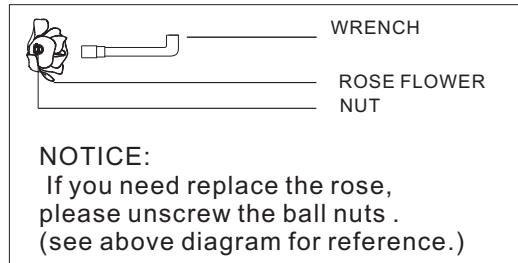 WRENCH
ROSE FLOWER
NUT
NOTICE:
If you need replace the rose,
please unscrew the ball nuts .
(see above diagram for reference.)